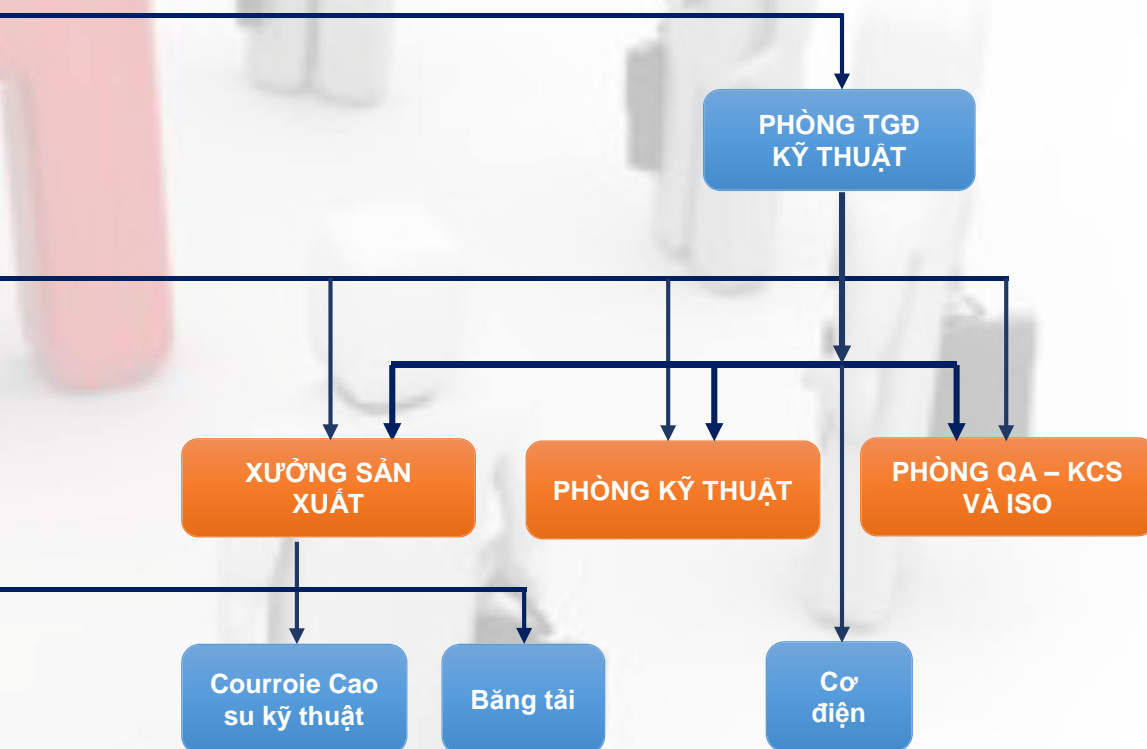 PHÒNG TGĐ
KỸ THUẬT
XƯỞNG SẢN
XUẤT
PHÒNG KỸ THUẬT
PHÒNG QA – KCS
VÀ ISO
Courroie Cao
su kỹ thuật
Băng tải
Cơ
điện